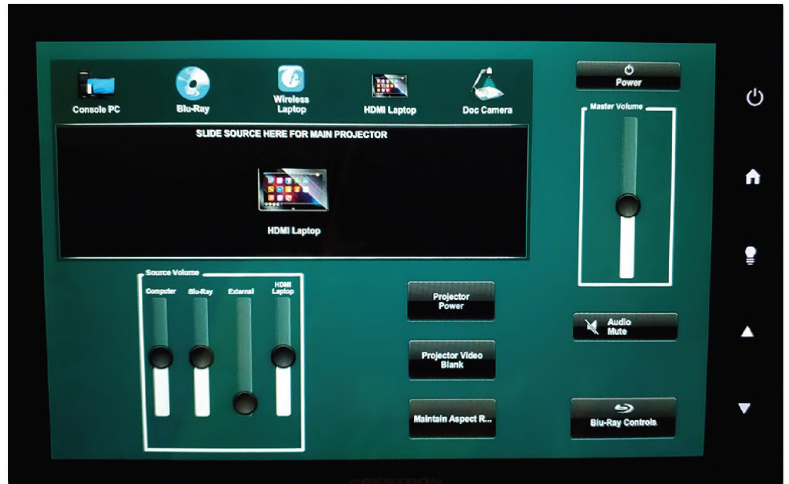 Console PC
Blu-Ray
Wireless
Laptop
HDMI Laptop
Doc Camera
Power
Master Volume
SLIDE SOURCE HERE FOR MAIN PROJECTOR
HDMI Laptop
Source Volume
Computer
Blu-Ray
External
HDMI
Laptop
Projector
Power
Projector Video
Blank
Maintain Aspect R...
Audio
Mute
Blu-Ray Controls